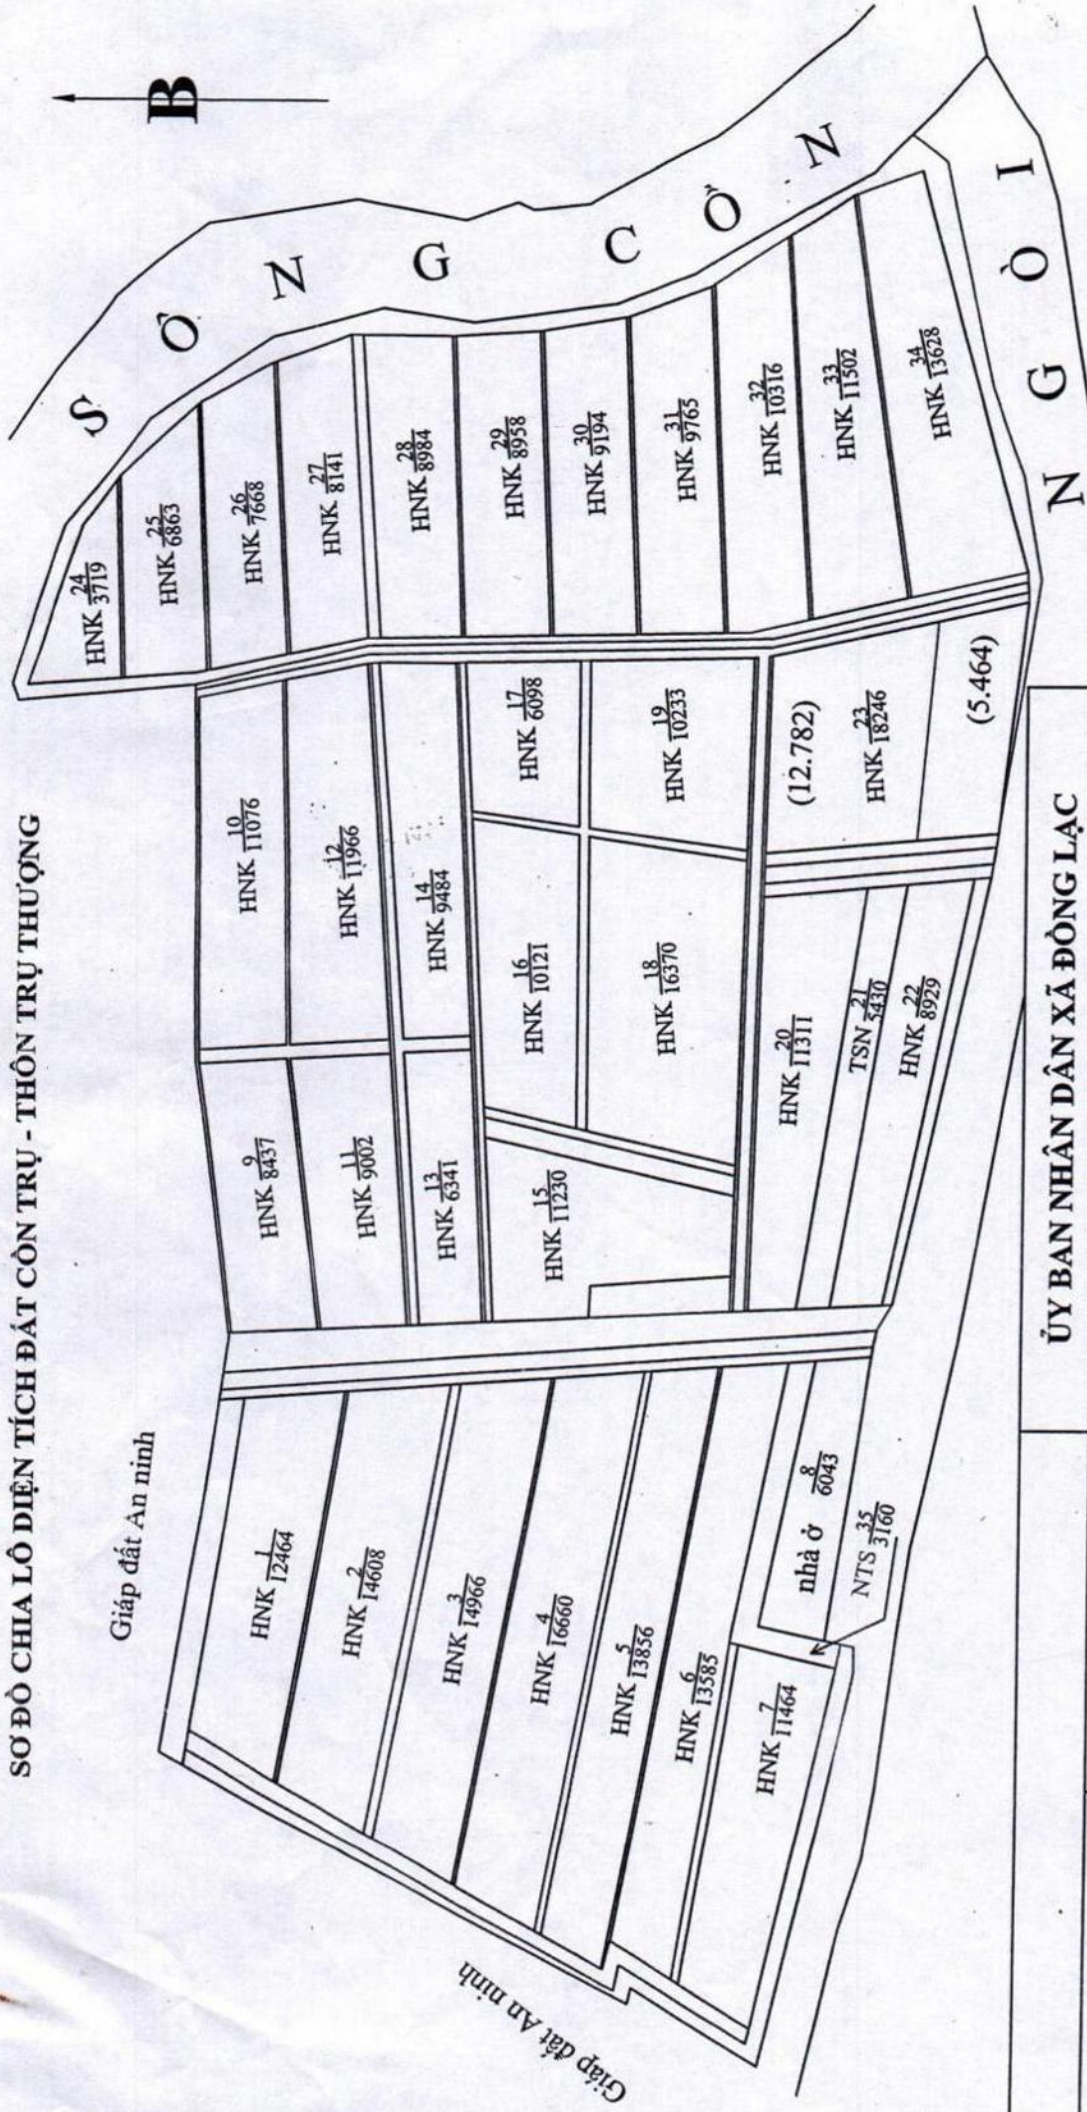 SƠ ĐỒ CHIA LÔ DIỆN TÍCH ĐẤT CỒN TRỤ - THÔN TRỤ THƯỢNG
B
Giáp đất An ninh
Giáp đất An ninh
HNK 1/12464
HNK 2/14608
HNK 3/14966
HNK 4/16660
HNK 5/13856
HNK 6/13585
HNK 7/11464
nhà ở 8/6043
NTS 35/3160
HNK 9/8437
HNK 10/11076
HNK 11/9002
HNK 12/11966
HNK 13/6341
HNK 14/9484
HNK 15/11230
HNK 16/10121
HNK 17/6098
HNK 18/16370
HNK 19/10233
HNK 20/11311
TSN 21/5430
HNK 22/8929
(12.782)
HNK 23/18246
(5.464)
HNK 24/3719
HNK 25/6863
HNK 26/7668
HNK 27/8141
HNK 28/8984
HNK 29/8958
HNK 30/9194
HNK 31/9765
HNK 32/10316
HNK 33/11502
HNK 34/13628
SÔNG CỒN
NGÒI
ỦY BAN NHÂN DÂN XÃ ĐỒNG LẠC